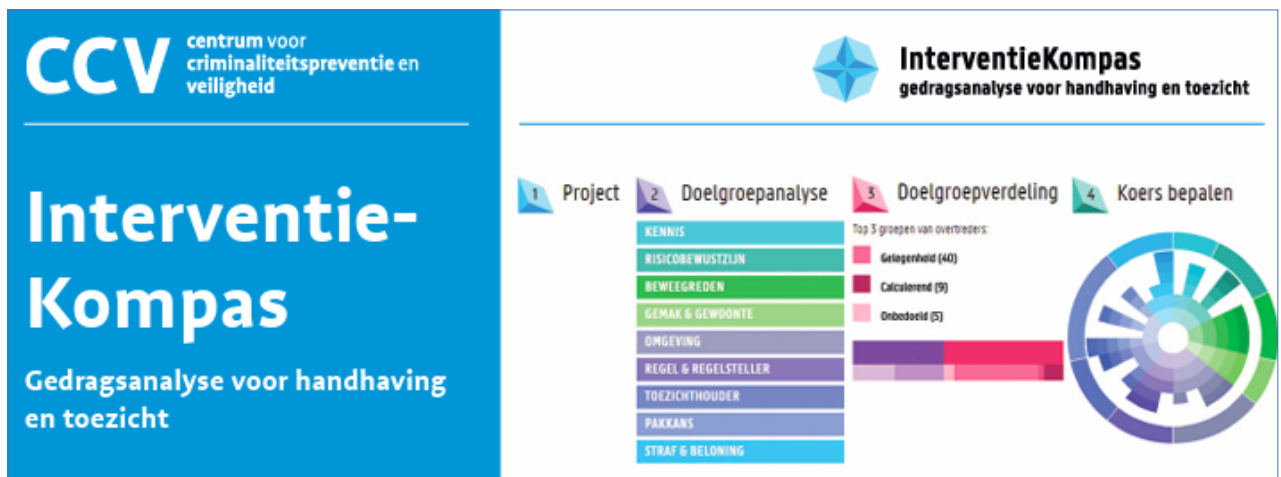 CCV
centrum voor
criminaliteitspreventie en
veiligheid
Interventie-
Kompas
Gedragsanalyse voor handhaving
en toezicht
InterventieKompas
gedragsanalyse voor handhaving en toezicht
1 Project
2 Doelgroepanalyse
KENNIS
RISICOBEWUSTZIJN
BEWEEGREDEN
GEMAK & GEWOONTE
OMGEVING
REGEL & REGELSTELLER
TOEZICHTHOUDER
PAKKANS
STRAF & BELONING
3 Doelgroepverdeling
Top 3 groepen van overtreders:
Gelegenheid (40)
Calculerend (9)
Onbedoeld (5)
4 Koers bepalen